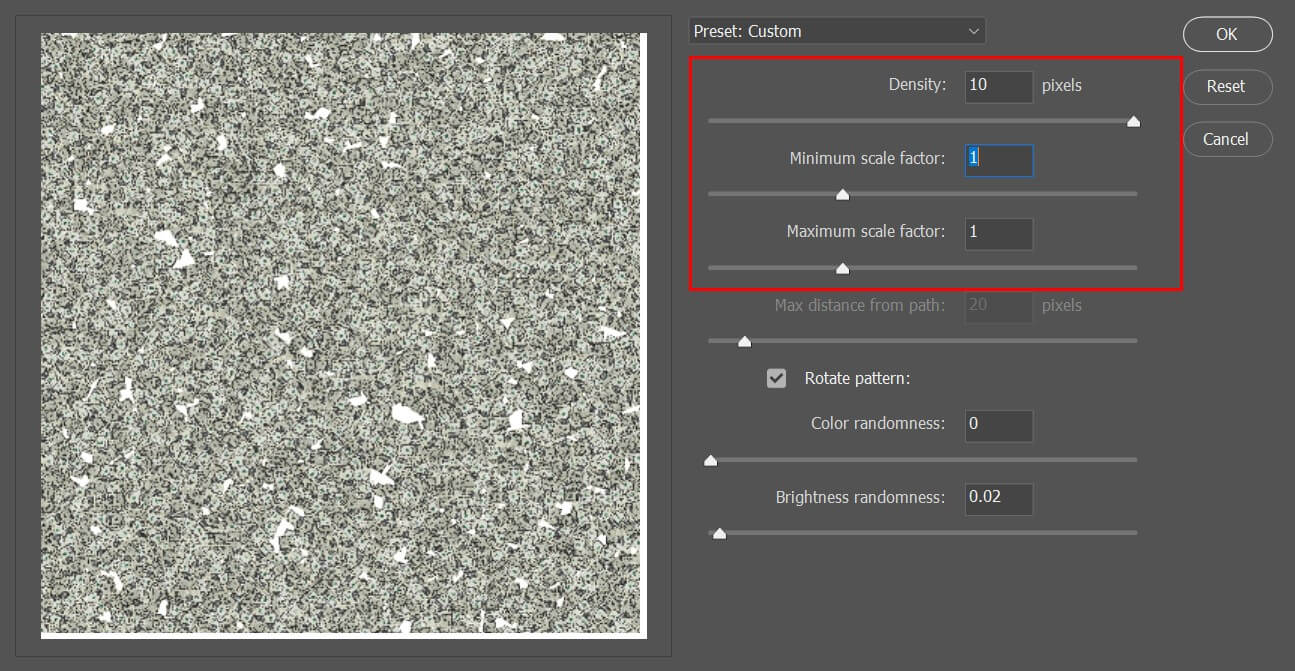 Preset: Custom
OK
Density: 10 pixels
Reset
Cancel
Minimum scale factor: 1
Maximum scale factor: 1
Max distance from path: 20 pixels
Rotate pattern:
Color randomness: 0
Brightness randomness: 0.02